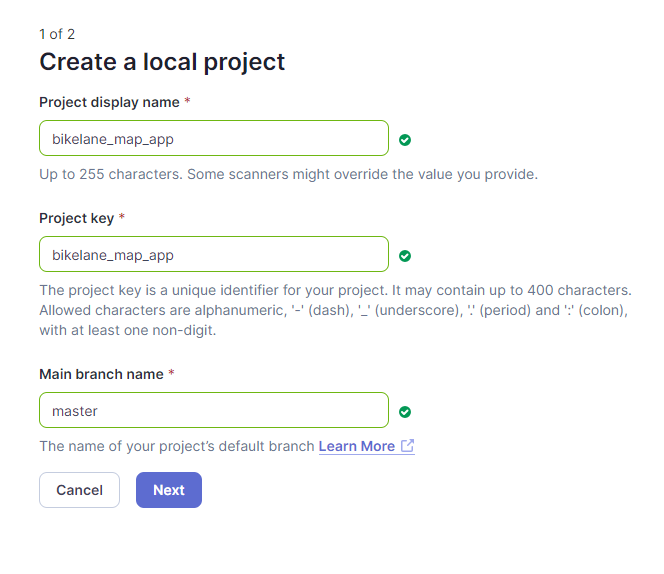 1 of 2
Create a local project
Project display name *
bikelane_map_app
Up to 255 characters. Some scanners might override the value you provide.
Project key *
bikelane_map_app
The project key is a unique identifier for your project. It may contain up to 400 characters.
Allowed characters are alphanumeric, '-' (dash), '_' (underscore), '.' (period) and ':' (colon),
with at least one non-digit.
Main branch name *
master
The name of your project's default branch Learn More
Cancel Next